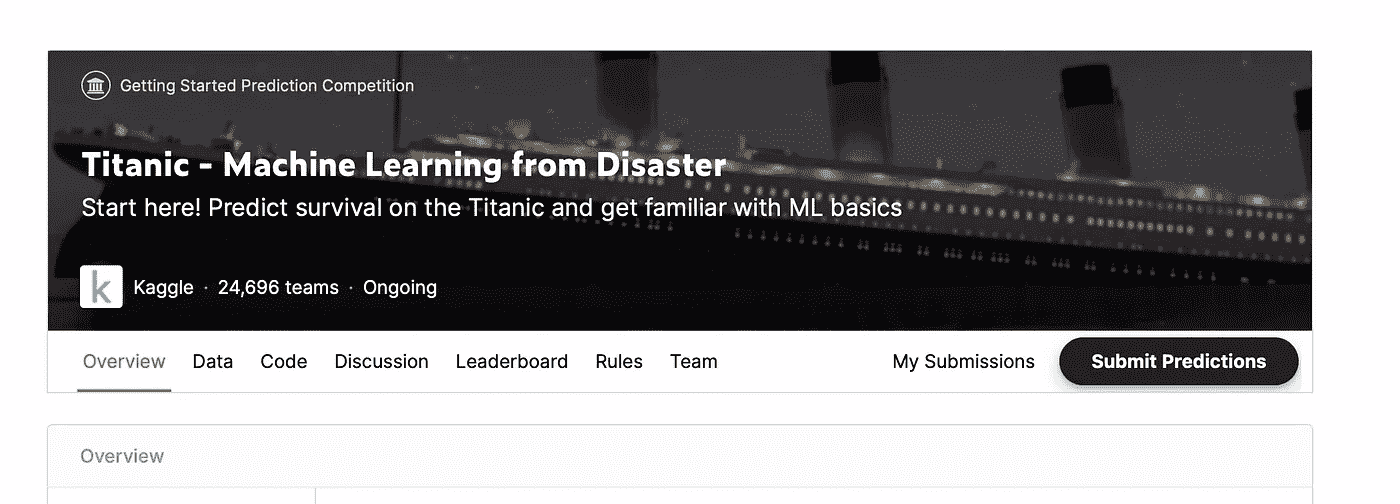 Getting Started Prediction Competition
Titanic - Machine Learning from Disaster
Start here! Predict survival on the Titanic and get familiar with ML basics
k Kaggle · 24,696 teams · Ongoing
Overview Data Code Discussion Leaderboard Rules Team My Submissions Submit Predictions
Overview